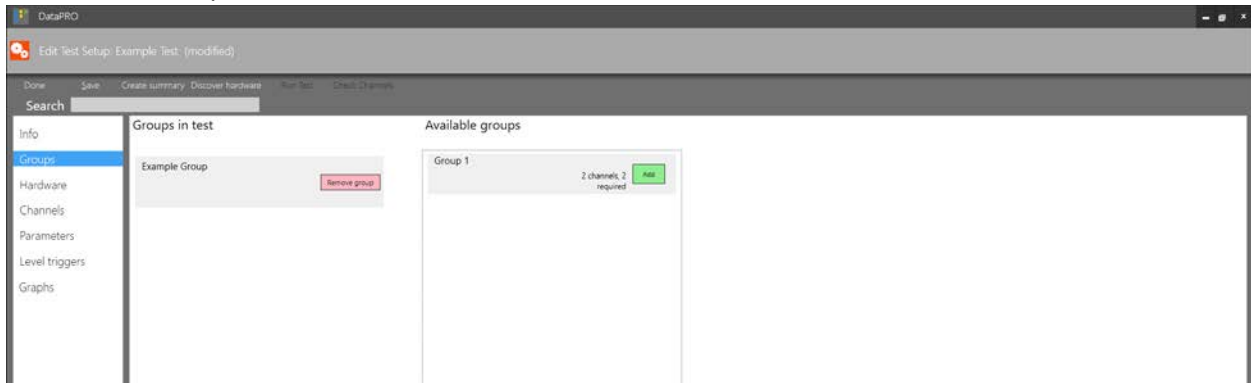 DataPRO
Edit Test Setup: Example Test (modified)
Done Save Create summary Discover hardware Run Test Check Channels
Search
Info
Groups
Hardware
Channels
Parameters
Level triggers
Graphs
Groups in test
Example Group
Remove group
Available groups
Group 1
2 channels, 2
required
Add